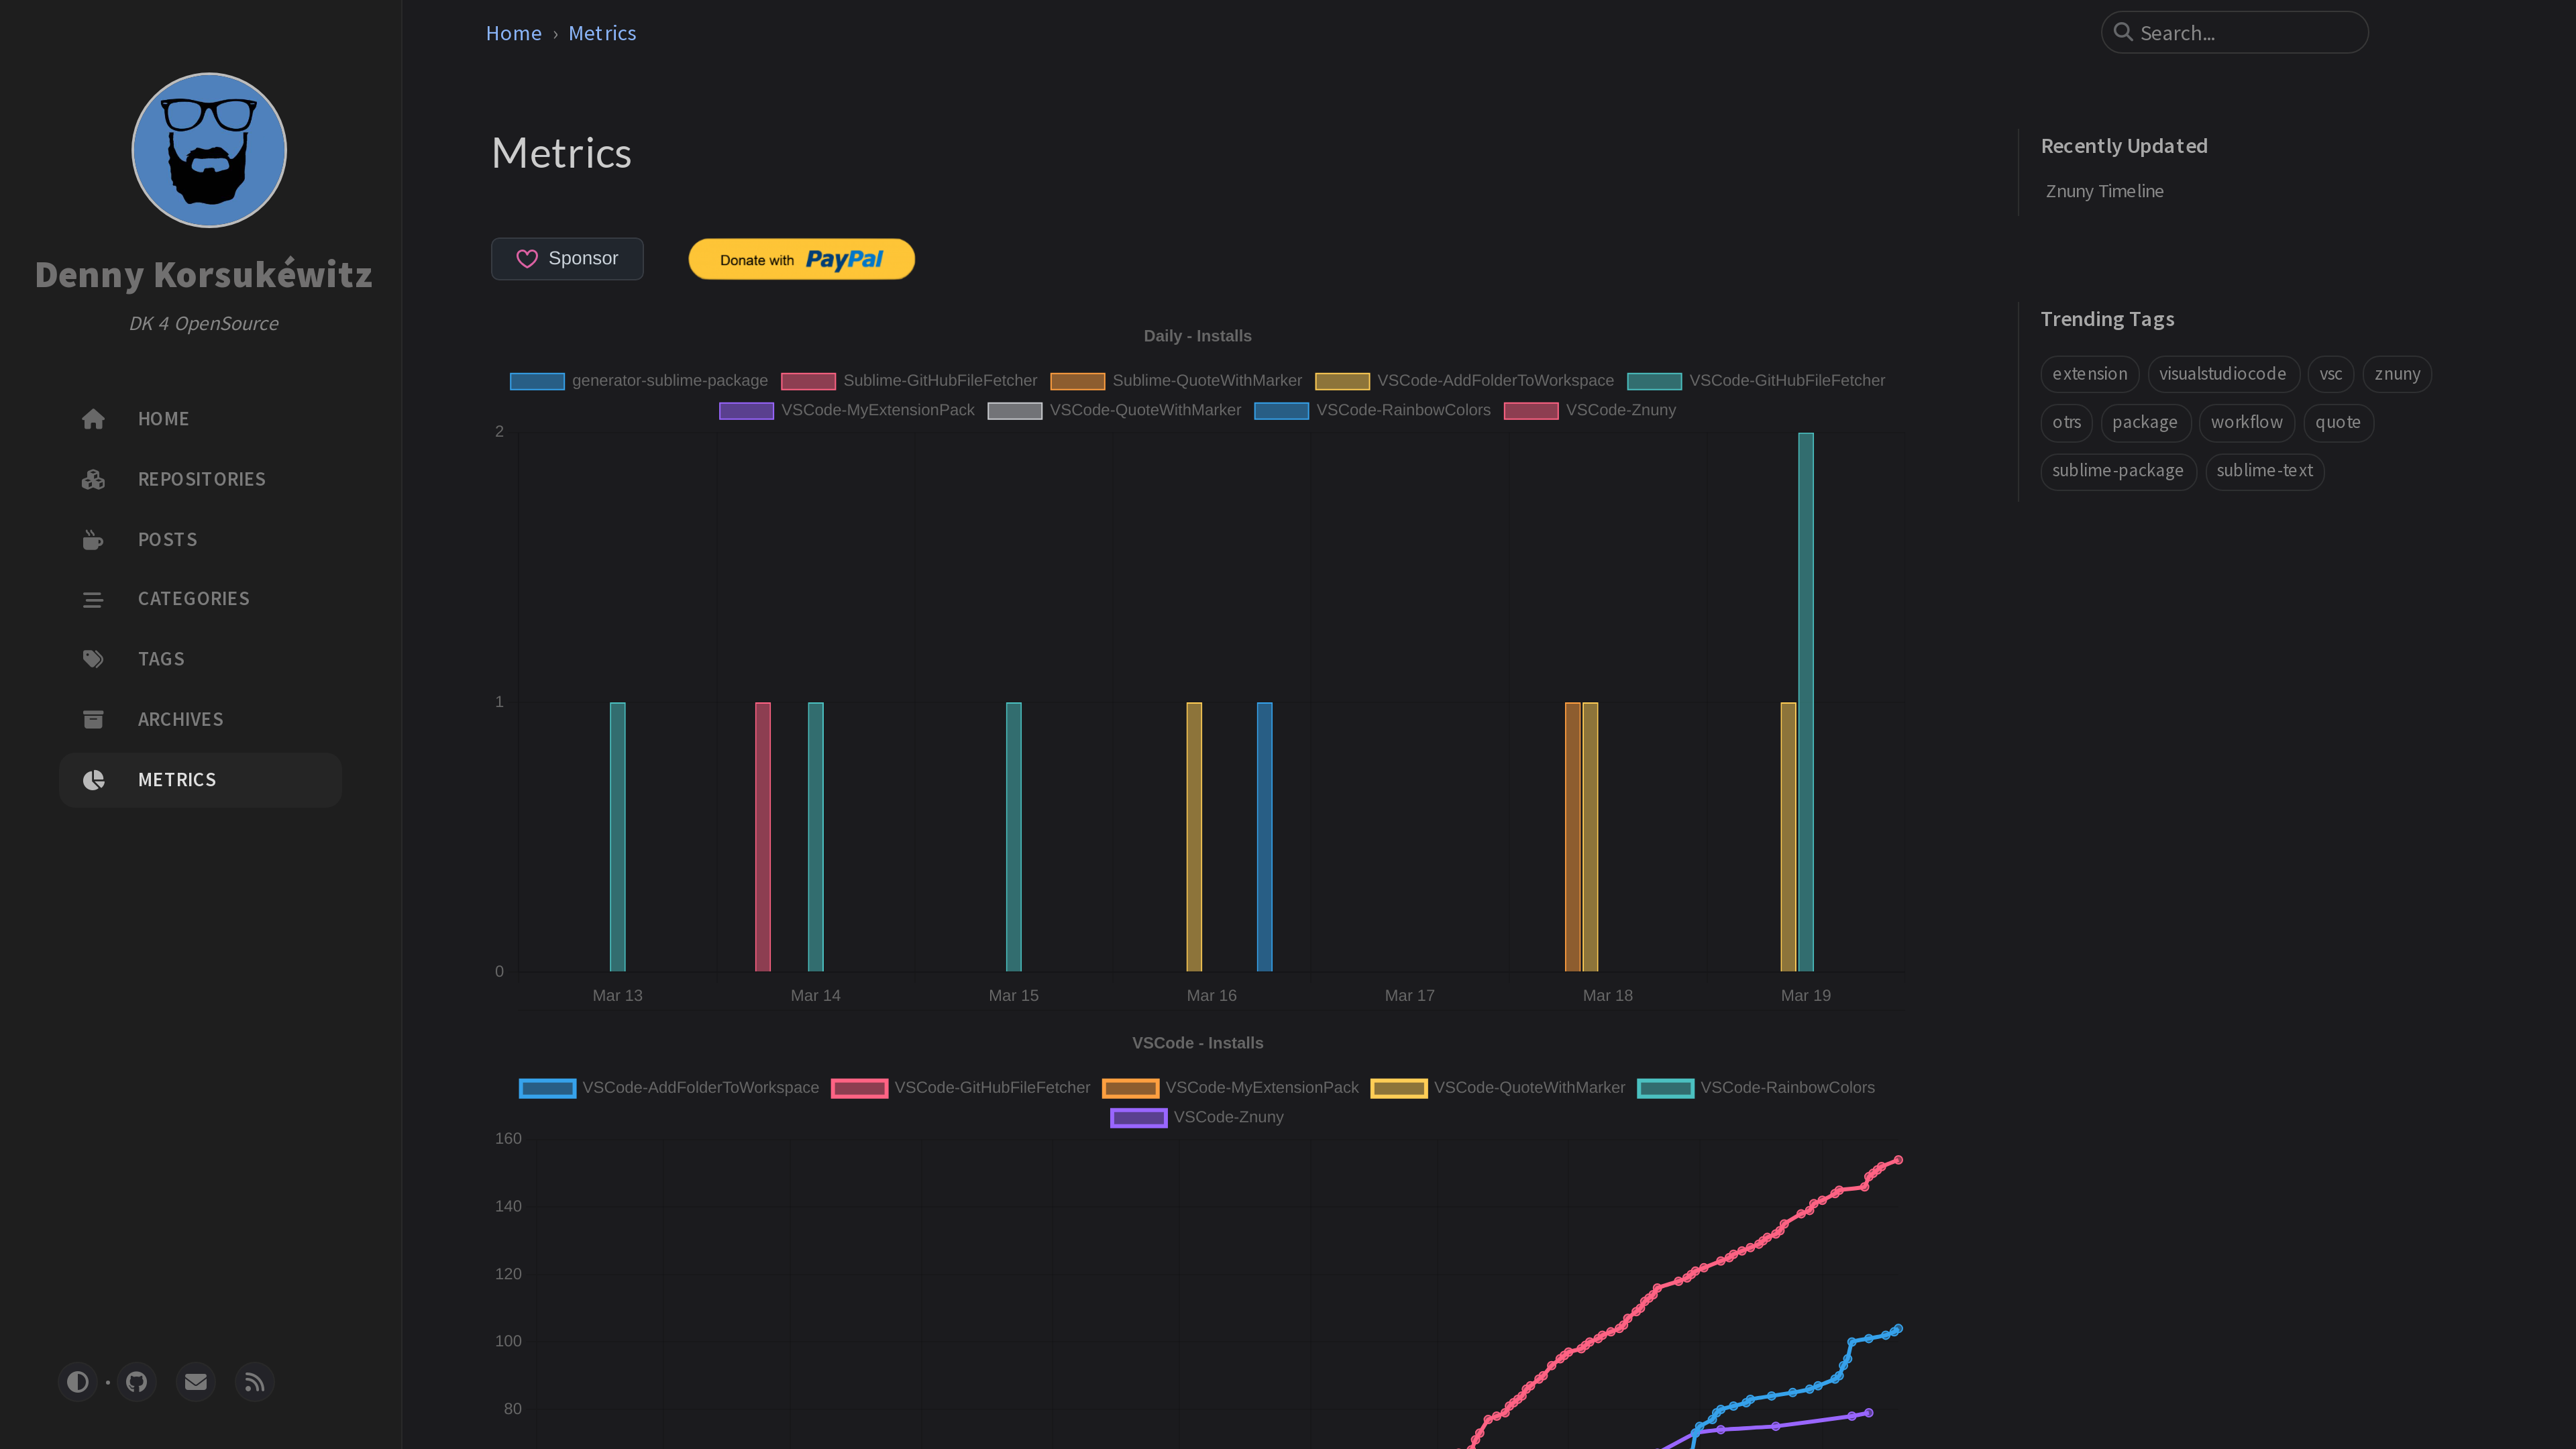 Denny Korsukéwitz
DK 4 OpenSource
HOME
REPOSITORIES
POSTS
CATEGORIES
TAGS
ARCHIVES
METRICS
Home › Metrics
Search...
Metrics
Sponsor
Donate with PayPal
Daily - Installs
generator-sublime-package Sublime-GitHubFileFetcher Sublime-QuoteWithMarker VSCode-AddFolderToWorkspace VSCode-GitHubFileFetcher
VSCode-MyExtensionPack VSCode-QuoteWithMarker VSCode-RainbowColors VSCode-Znuny
2
1
0
Mar 13 Mar 14 Mar 15 Mar 16 Mar 17 Mar 18 Mar 19
VSCode - Installs
VSCode-AddFolderToWorkspace VSCode-GitHubFileFetcher VSCode-MyExtensionPack VSCode-QuoteWithMarker VSCode-RainbowColors
VSCode-Znuny
160
140
120
100
80
Recently Updated
Znuny Timeline
Trending Tags
extension visualstudiocode vsc znuny
otrs package workflow quote
sublime-package sublime-text